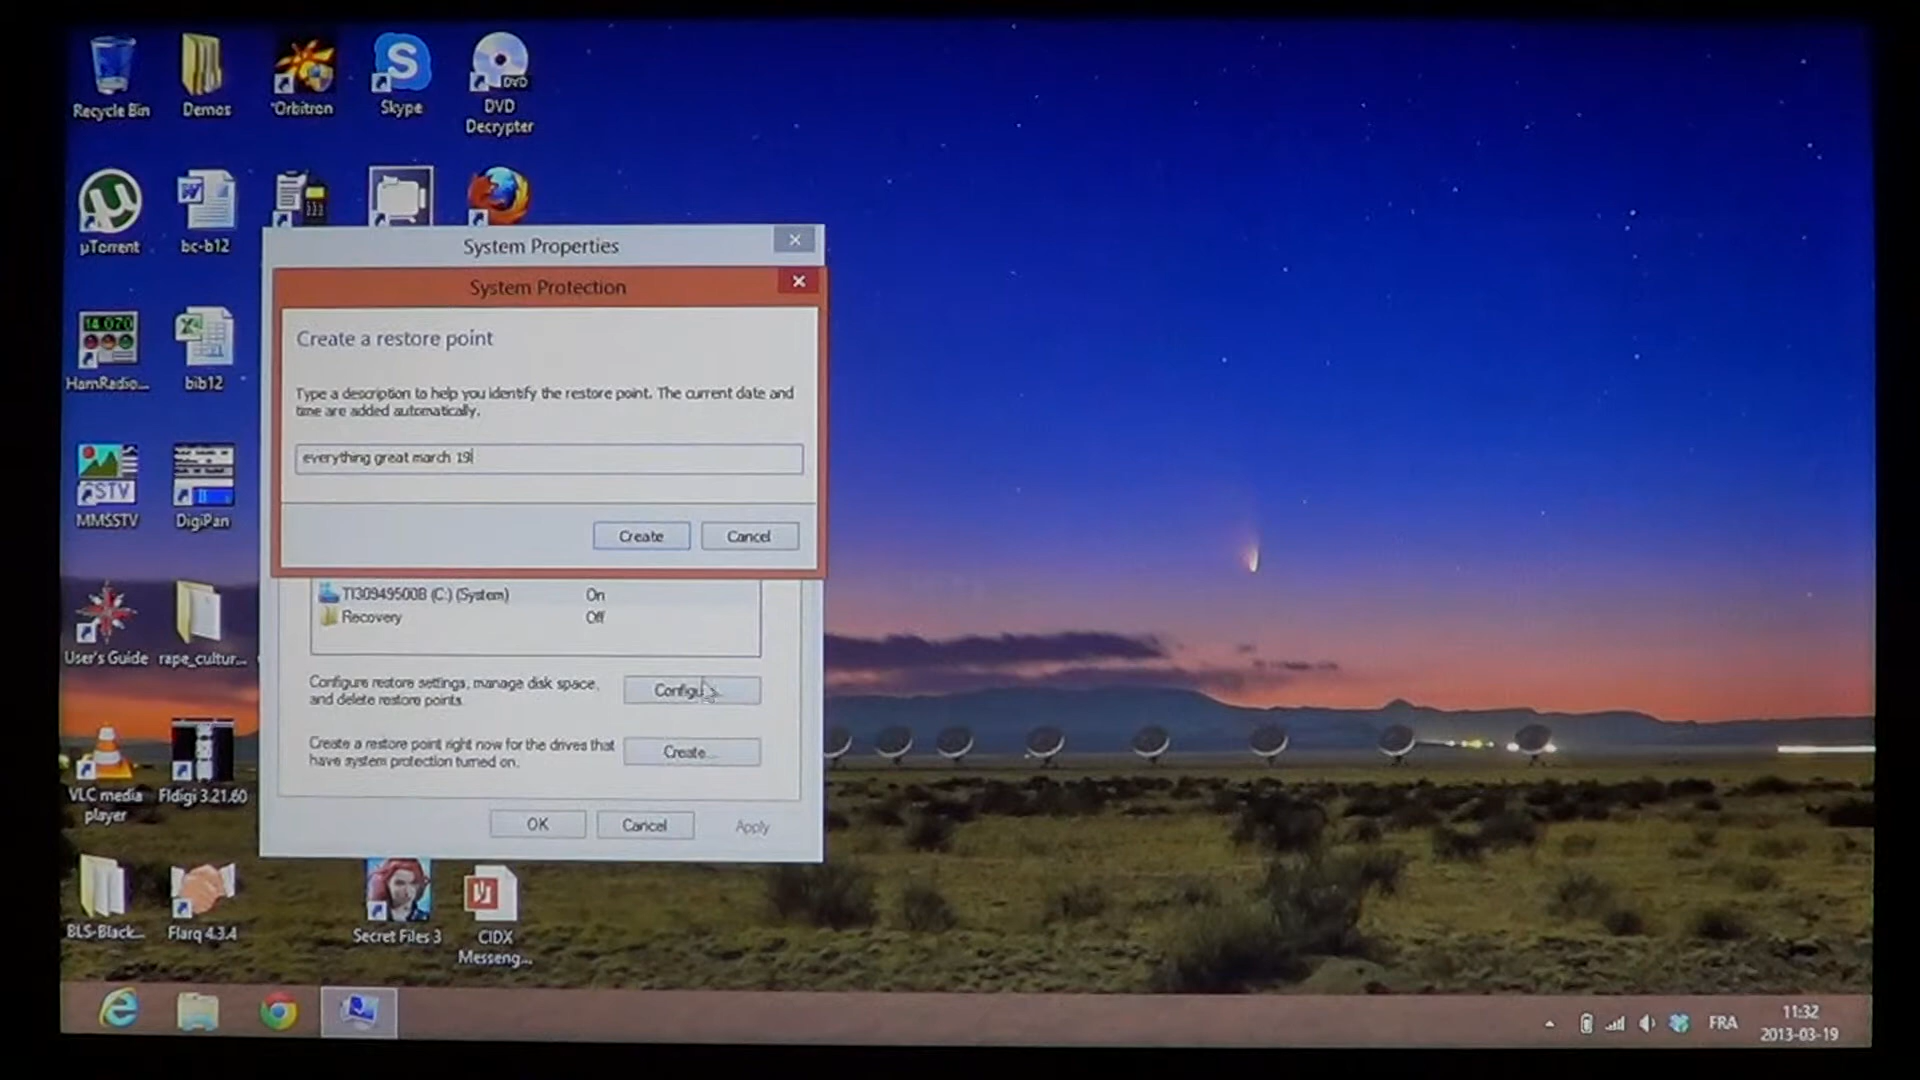 Recycle Bin
Demos
Orbitron
Skype
DVD
DVD
Decrypter
µTorrent
bc-b12
System Properties
System Protection
Create a restore point
Type a description to help you identify the restore point. The current date and
time are added automatically.
everything great march 19
Create
Cancel
TI30949500B (C:) (System)
On
Recovery
Off
Configure restore settings, manage disk space,
and delete restore points.
Create a restore point right now for the drives that
have system protection turned on.
Create...
OK
Cancel
Apply
14.070
HamRadio...
bib12
SSTV
MMSSTV
DigiPan
User's Guide
rape_cultur...
VLC media
player
Fldigi 3.21.60
BLS-Black...
Flarq 4.3.4
Secret Files 3
CIDX
Messeng...
FRA
11:32
2013-03-19